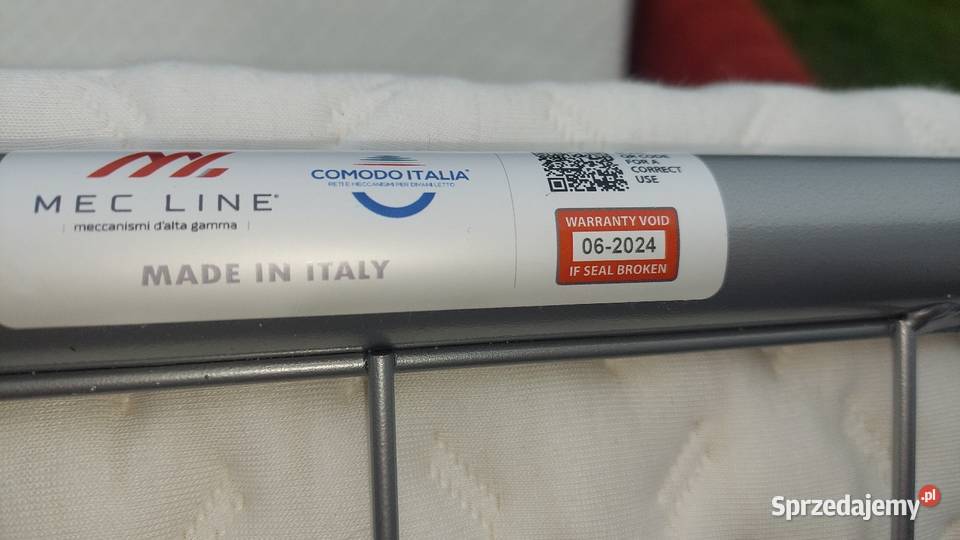 MEC LINE®
meccanismi d'alta gamma
COMODO ITALIA
RETI E MECCANISMI PER DIVANI LETTO
MADE IN ITALY
QR CODE
FOR A
CORRECT
USE
WARRANTY VOID
06-2024
IF SEAL BROKEN
Sprzedajemy.pl